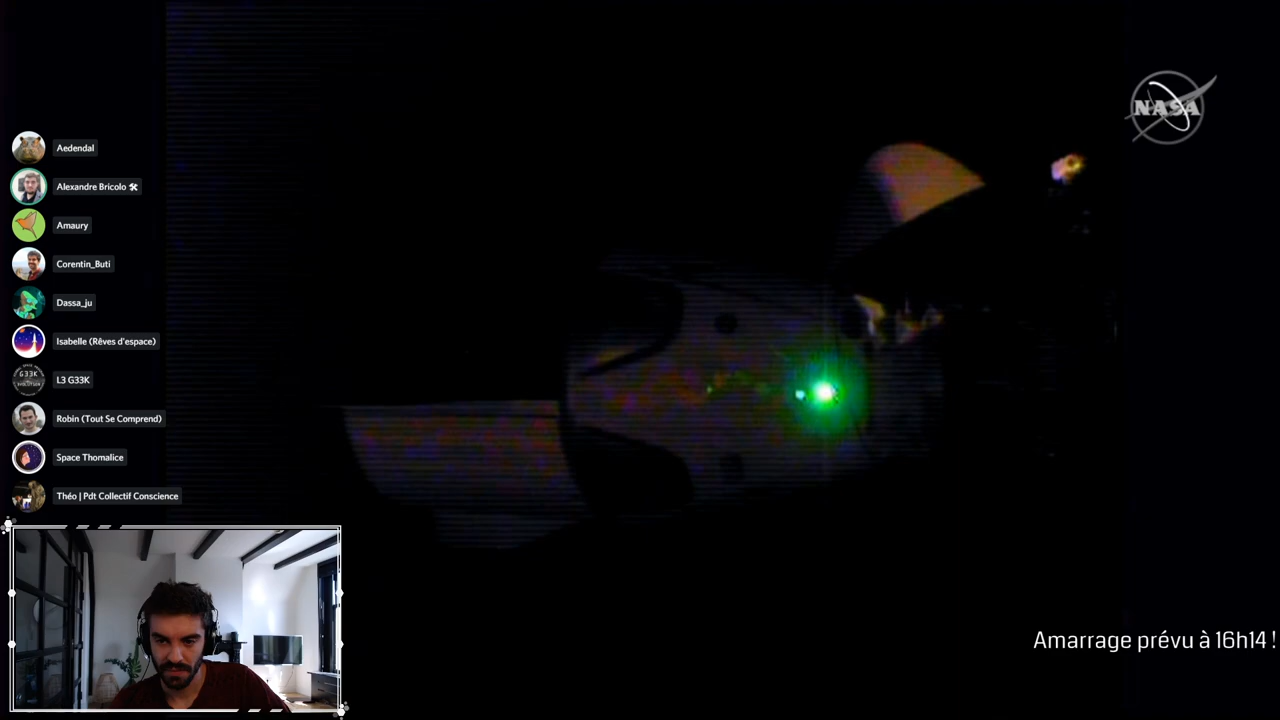 NASA
Aedendal
Alexandre Bricolo 🛠
Amaury
Corentin_Buti
Dassa_ju
Isabelle (Rêves d'espace)
G33K
L3 G33K
Robin (Tout Se Comprend)
Space Thomalice
Théo | Pdt Collectif Conscience
Amarrage prévu à 16h14 !